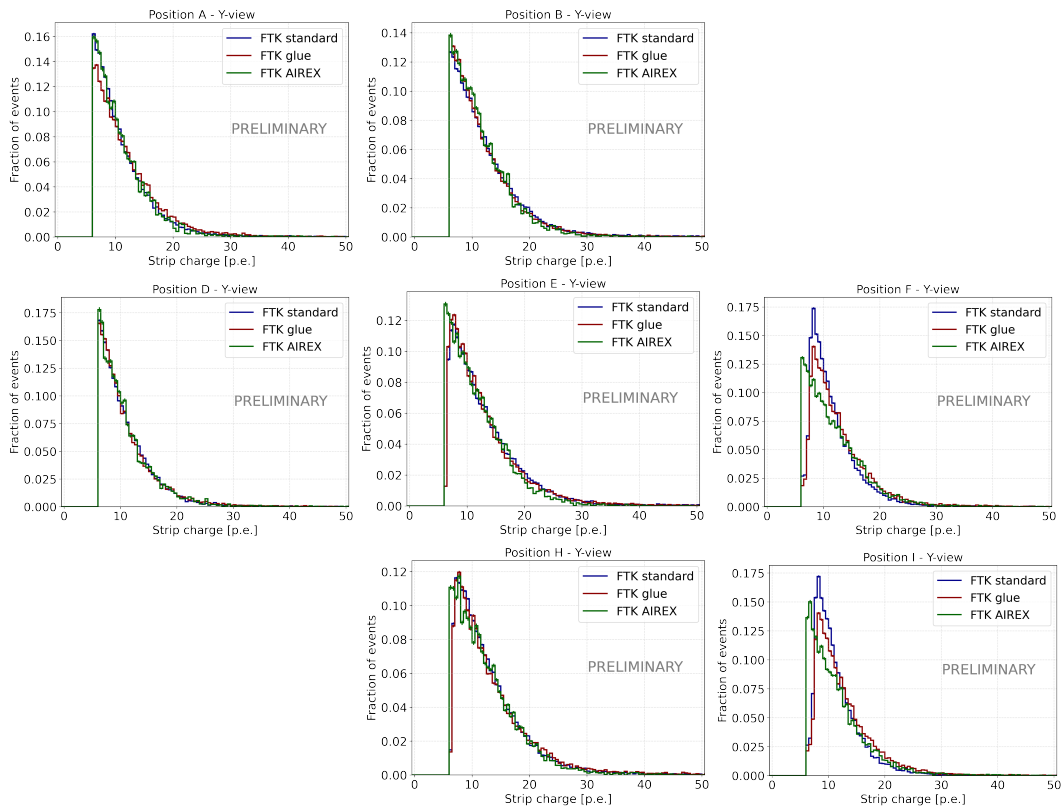 Position A - Y-view
Fraction of events
0.16
0.14
0.12
0.10
0.08
0.06
0.04
0.02
0.00
FTK standard
FTK glue
FTK AIREX
PRELIMINARY
0 10 20 30 40 50
Strip charge [p.e.]
Position B - Y-view
Fraction of events
0.14
0.12
0.10
0.08
0.06
0.04
0.02
0.00
FTK standard
FTK glue
FTK AIREX
PRELIMINARY
0 10 20 30 40 50
Strip charge [p.e.]
Position D - Y-view
Fraction of events
0.175
0.150
0.125
0.100
0.075
0.050
0.025
0.000
FTK standard
FTK glue
FTK AIREX
PRELIMINARY
0 10 20 30 40 50
Strip charge [p.e.]
Position E - Y-view
Fraction of events
0.12
0.10
0.08
0.06
0.04
0.02
0.00
FTK standard
FTK glue
FTK AIREX
PRELIMINARY
0 10 20 30 40 50
Strip charge [p.e.]
Position F - Y-view
Fraction of events
0.175
0.150
0.125
0.100
0.075
0.050
0.025
0.000
FTK standard
FTK glue
FTK AIREX
PRELIMINARY
0 10 20 30 40 50
Strip charge [p.e.]
Position H - Y-view
Fraction of events
0.12
0.10
0.08
0.06
0.04
0.02
0.00
FTK standard
FTK glue
FTK AIREX
PRELIMINARY
0 10 20 30 40 50
Strip charge [p.e.]
Position I - Y-view
Fraction of events
0.175
0.150
0.125
0.100
0.075
0.050
0.025
0.000
FTK standard
FTK glue
FTK AIREX
PRELIMINARY
0 10 20 30 40 50
Strip charge [p.e.]